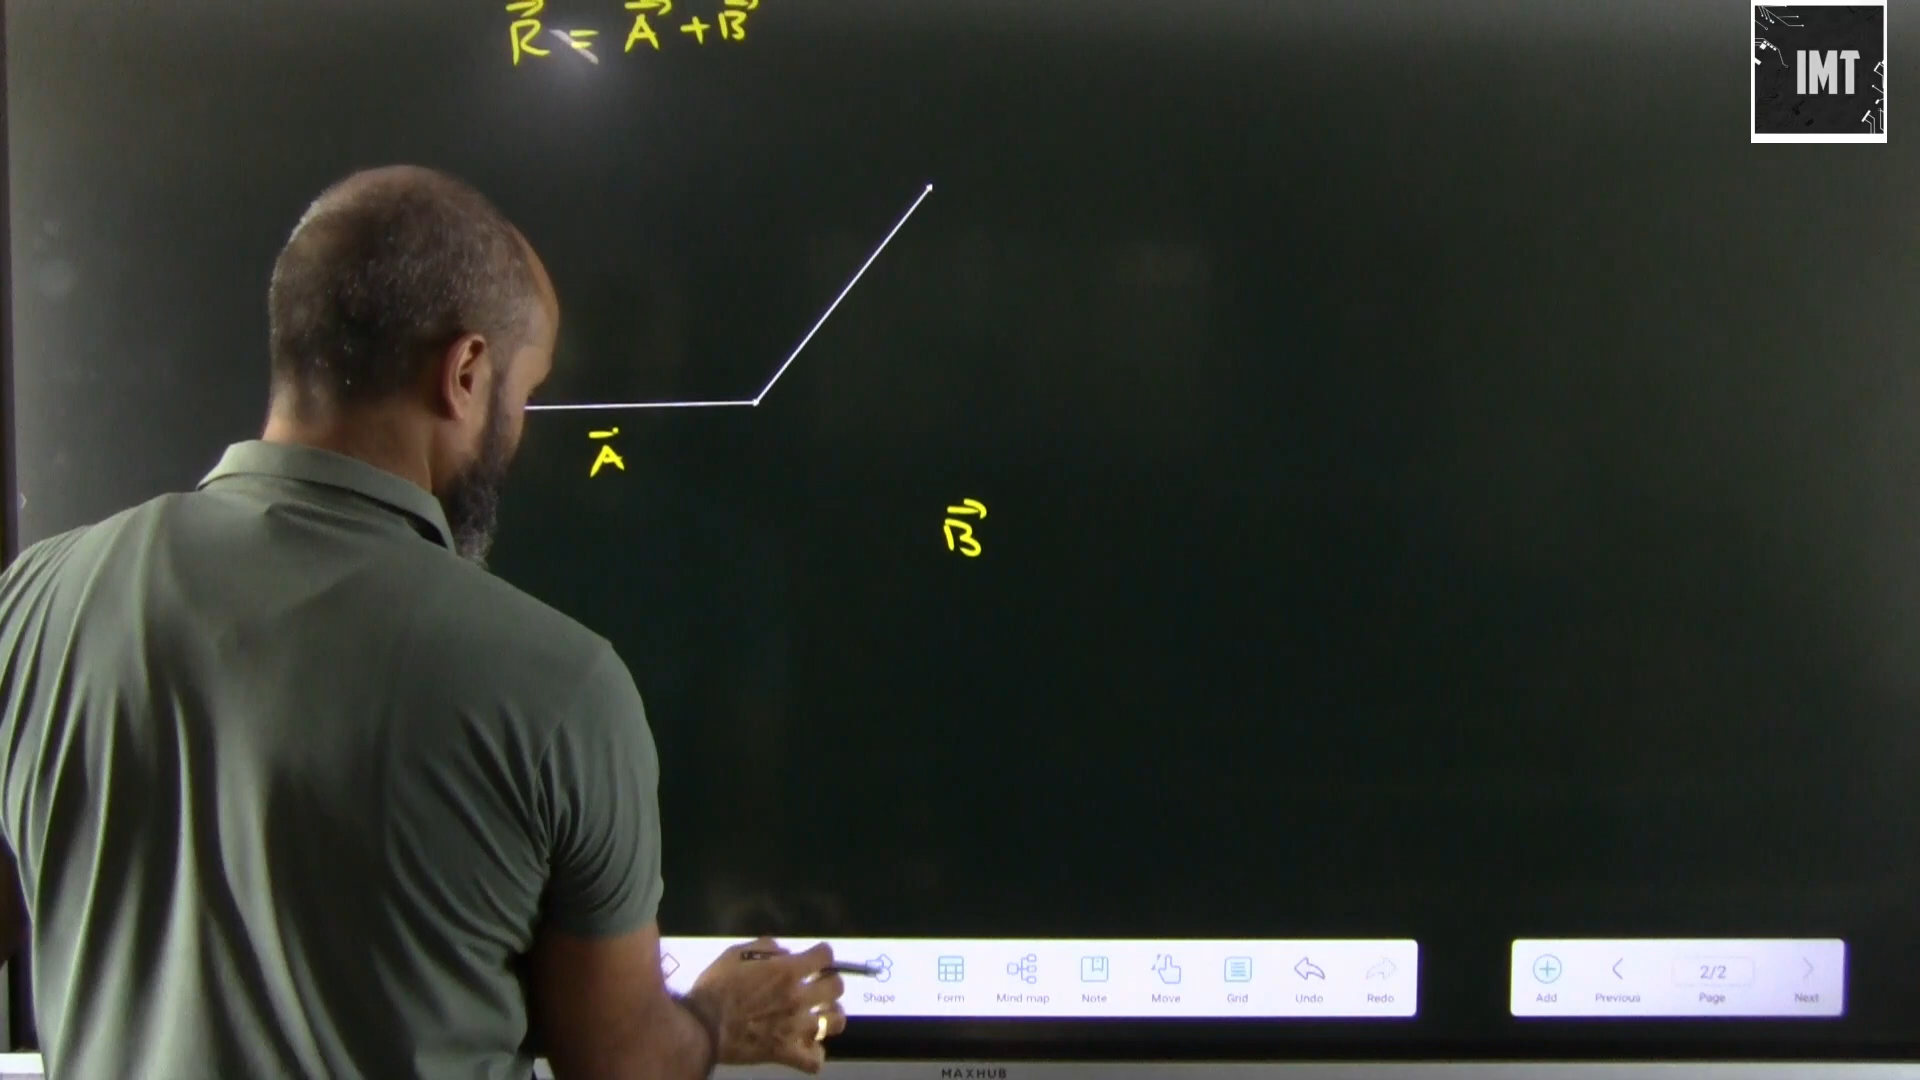 R⃗ = A⃗ + B⃗
IMT
A⃗
B⃗
Shape Form Mind map Note Move Grid Undo Redo
Add Previous 2/2 Page Next
MAXHUB